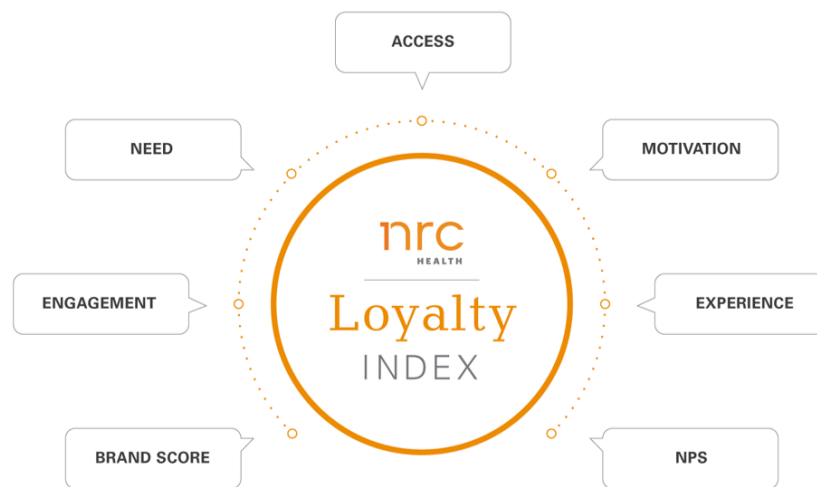 ACCESS
NEED
MOTIVATION
nrc
HEALTH
Loyalty
INDEX
ENGAGEMENT
EXPERIENCE
BRAND SCORE
NPS